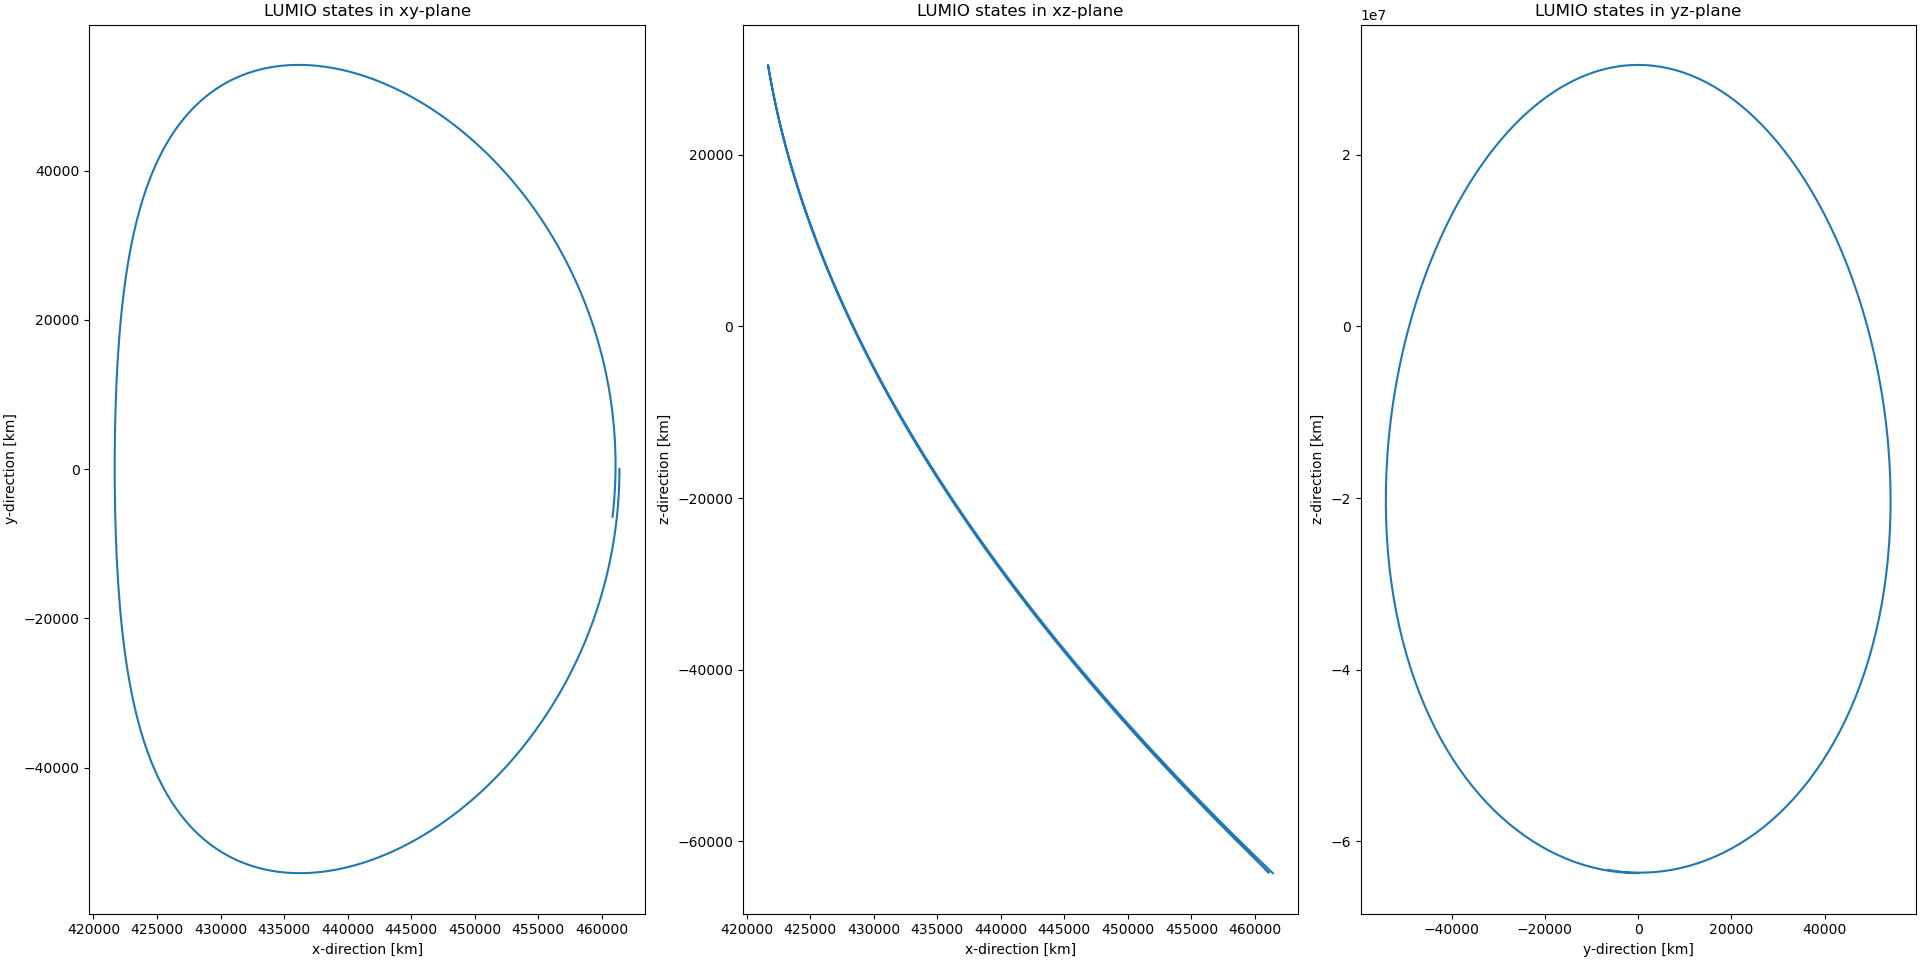 LUMIO states in xy-plane
40000
20000
0
−20000
−40000
y-direction [km]
420000 425000 430000 435000 440000 445000 450000 455000 460000
x-direction [km]
LUMIO states in xz-plane
20000
0
−20000
−40000
−60000
z-direction [km]
420000 425000 430000 435000 440000 445000 450000 455000 460000
x-direction [km]
LUMIO states in yz-plane
1e7
2
0
−2
−4
−6
z-direction [km]
−40000 −20000 0 20000 40000
y-direction [km]